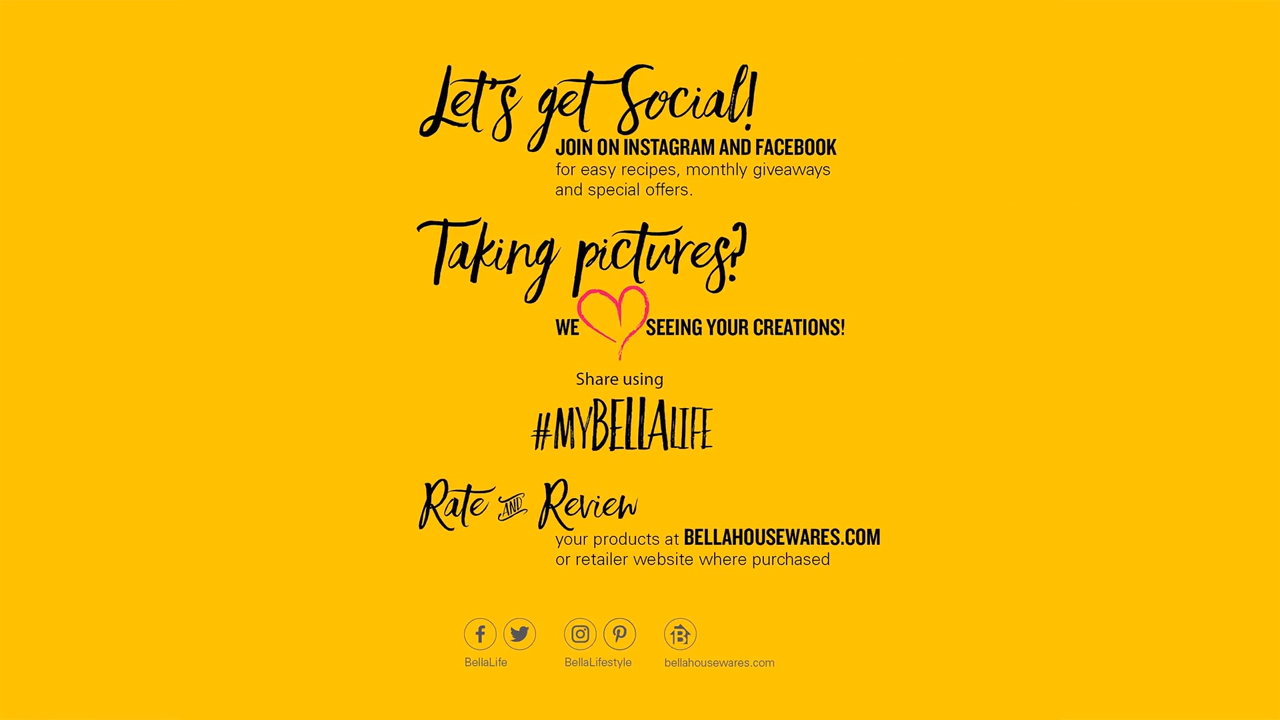 Let's get Social!
JOIN ON INSTAGRAM AND FACEBOOK
for easy recipes, monthly giveaways
and special offers.
Taking pictures?
WE SEEING YOUR CREATIONS!
Share using
#MYBELLALIFE
Rate AND Review
your products at BELLAHOUSEWARES.COM
or retailer website where purchased
BellaLife BellaLifestyle bellahousewares.com